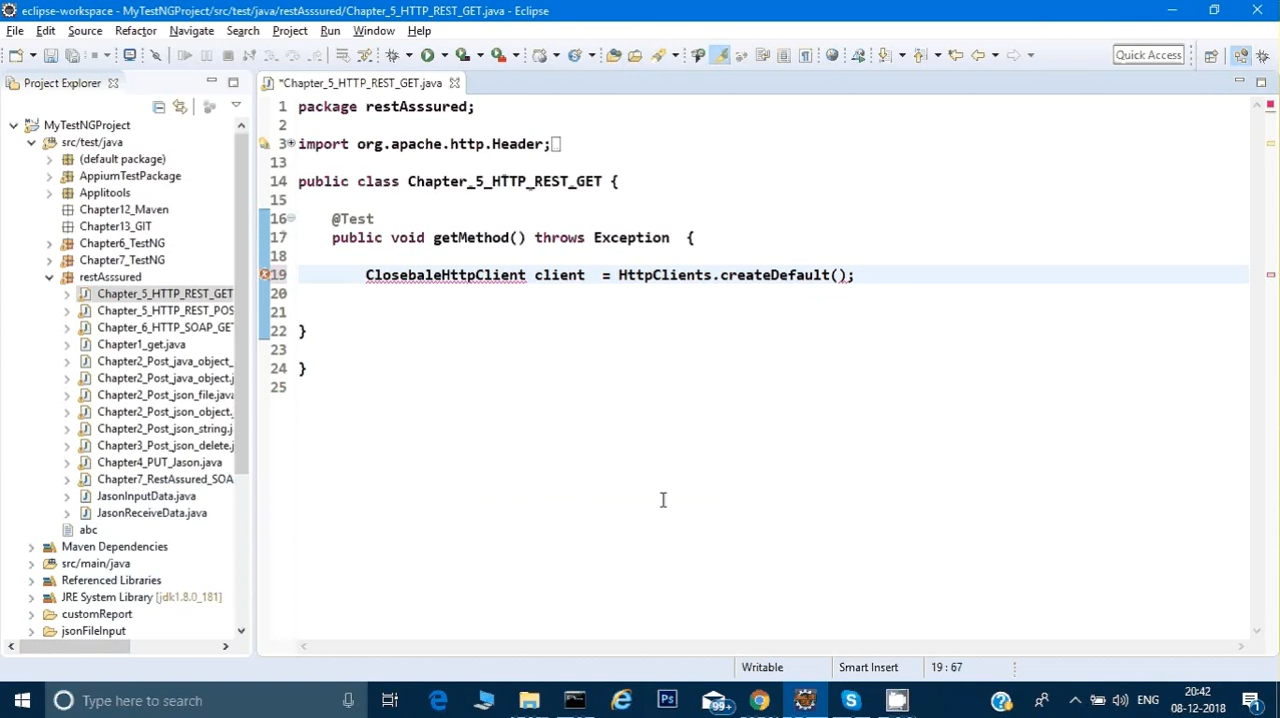 eclipse-workspace - MyTestNGProject/src/test/java/restAsssured/Chapter_5_HTTP_REST_GET.java - Eclipse
File Edit Source Refactor Navigate Search Project Run Window Help
Quick Access
Project Explorer
*Chapter_5_HTTP_REST_GET.java
MyTestNGProject
src/test/java
(default package)
AppiumTestPackage
Applitools
Chapter12_Maven
Chapter13_GIT
Chapter6_TestNG
Chapter7_TestNG
restAsssured
Chapter_5_HTTP_REST_GET
Chapter_5_HTTP_REST_POS
Chapter_6_HTTP_SOAP_GET
Chapter1_get.java
Chapter2_Post_java_object_
Chapter2_Post_java_object.j
Chapter2_Post_json_file.java
Chapter2_Post_json_object.
Chapter2_Post_json_string.j
Chapter3_Post_json_delete.j
Chapter4_PUT_Jason.java
Chapter7_RestAssured_SOA
JasonInputData.java
JasonReceiveData.java
abc
Maven Dependencies
src/main/java
Referenced Libraries
JRE System Library [jdk1.8.0_181]
customReport
jsonFileInput
1 package restAsssured;
2
3 import org.apache.http.Header;
13
14 public class Chapter_5_HTTP_REST_GET {
15
16 @Test
17 public void getMethod() throws Exception {
18
19 ClosebaleHttpClient client = HttpClients.createDefault();
20
21
22 }
23
24 }
25
Writable Smart Insert 19 : 67
Type here to search
Ps
99+
ENG
20:42
08-12-2018
1